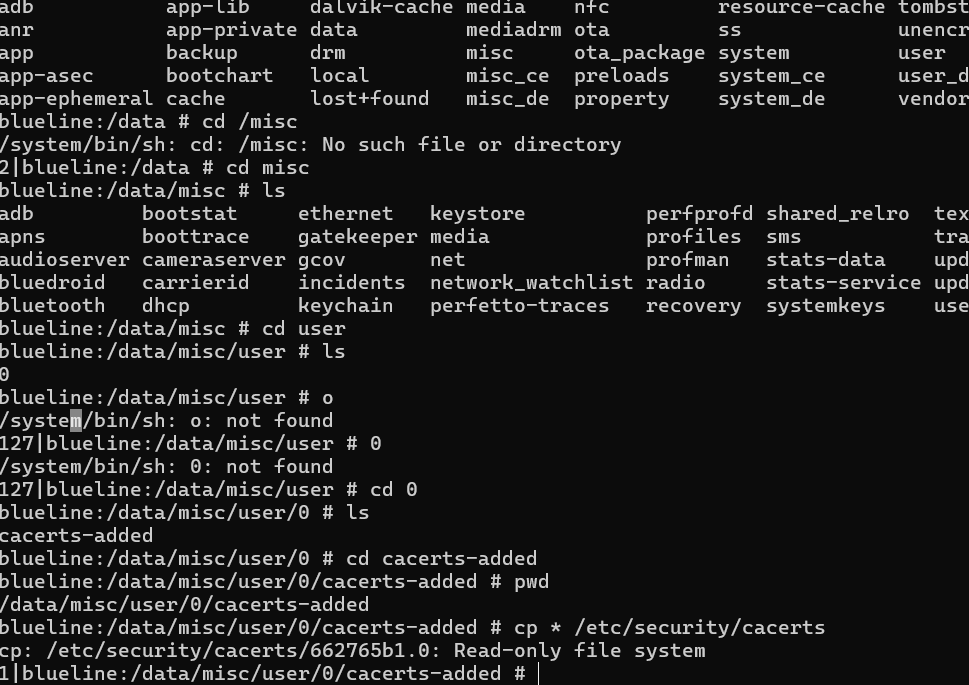 adb app-lib dalvik-cache media nfc resource-cache tombst
anr app-private data mediadrm ota ss unencr
app backup drm misc ota_package system user
app-asec bootchart local misc_ce preloads system_ce user_d
app-ephemeral cache lost+found misc_de property system_de vendor
blueline:/data # cd /misc
/system/bin/sh: cd: /misc: No such file or directory
2|blueline:/data # cd misc
blueline:/data/misc # ls
adb bootstat ethernet keystore perfprofd shared_relro tex
apns boottrace gatekeeper media profiles sms tra
audioserver cameraserver gcov net profman stats-data upd
bluedroid carrierid incidents network_watchlist radio stats-service upd
bluetooth dhcp keychain perfetto-traces recovery systemkeys use
blueline:/data/misc # cd user
blueline:/data/misc/user # ls
0
blueline:/data/misc/user # o
/system/bin/sh: o: not found
127|blueline:/data/misc/user # 0
/system/bin/sh: 0: not found
127|blueline:/data/misc/user # cd 0
blueline:/data/misc/user/0 # ls
cacerts-added
blueline:/data/misc/user/0 # cd cacerts-added
blueline:/data/misc/user/0/cacerts-added # pwd
/data/misc/user/0/cacerts-added
blueline:/data/misc/user/0/cacerts-added # cp * /etc/security/cacerts
cp: /etc/security/cacerts/662765b1.0: Read-only file system
1|blueline:/data/misc/user/0/cacerts-added #